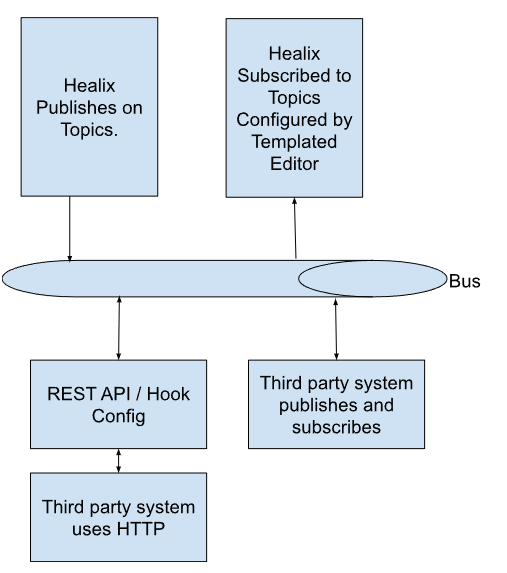 Healix
Publishes on
Topics.
Healix
Subscribed to
Topics
Configured by
Templated
Editor
Bus
REST API / Hook
Config
Third party system
publishes and
subscribes
Third party system
uses HTTP